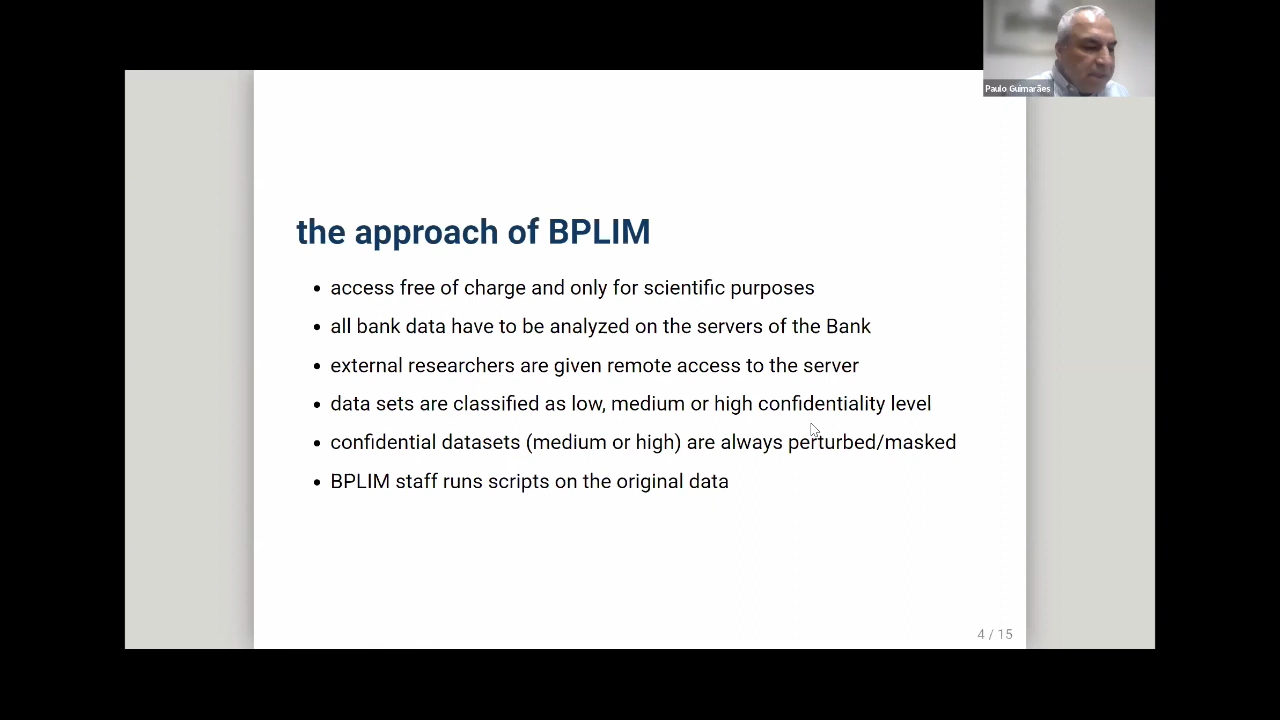 Paulo Guimarães
the approach of BPLIM
• access free of charge and only for scientific purposes
• all bank data have to be analyzed on the servers of the Bank
• external researchers are given remote access to the server
• data sets are classified as low, medium or high confidentiality level
• confidential datasets (medium or high) are always perturbed/masked
• BPLIM staff runs scripts on the original data
4 / 15